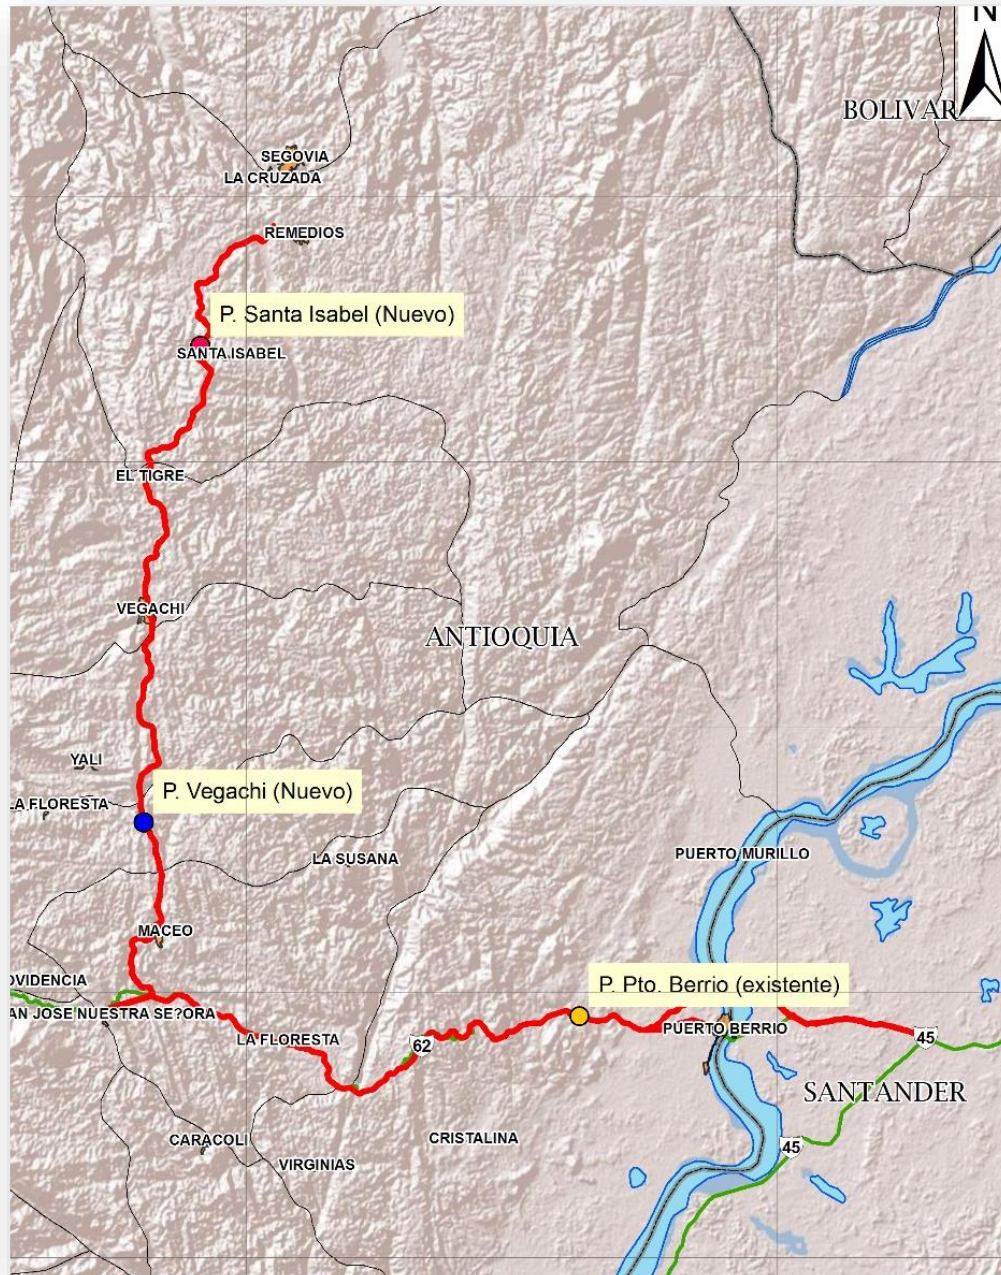 N
BOLIVAR
SEGOVIA
LA CRUZADA
REMEDIOS
P. Santa Isabel (Nuevo)
SANTA ISABEL
EL TIGRE
VEGACHI
ANTIOQUIA
YALI
P. Vegachi (Nuevo)
LA FLORESTA
LA SUSANA
PUERTO MURILLO
MACEO
OVIDENCIA
P. Pto. Berrio (existente)
AN JOSE NUESTRA SE?ORA
PUERTO BERRIO
LA FLORESTA
62
45
SANTANDER
CARACOLI
CRISTALINA
45
VIRGINIAS